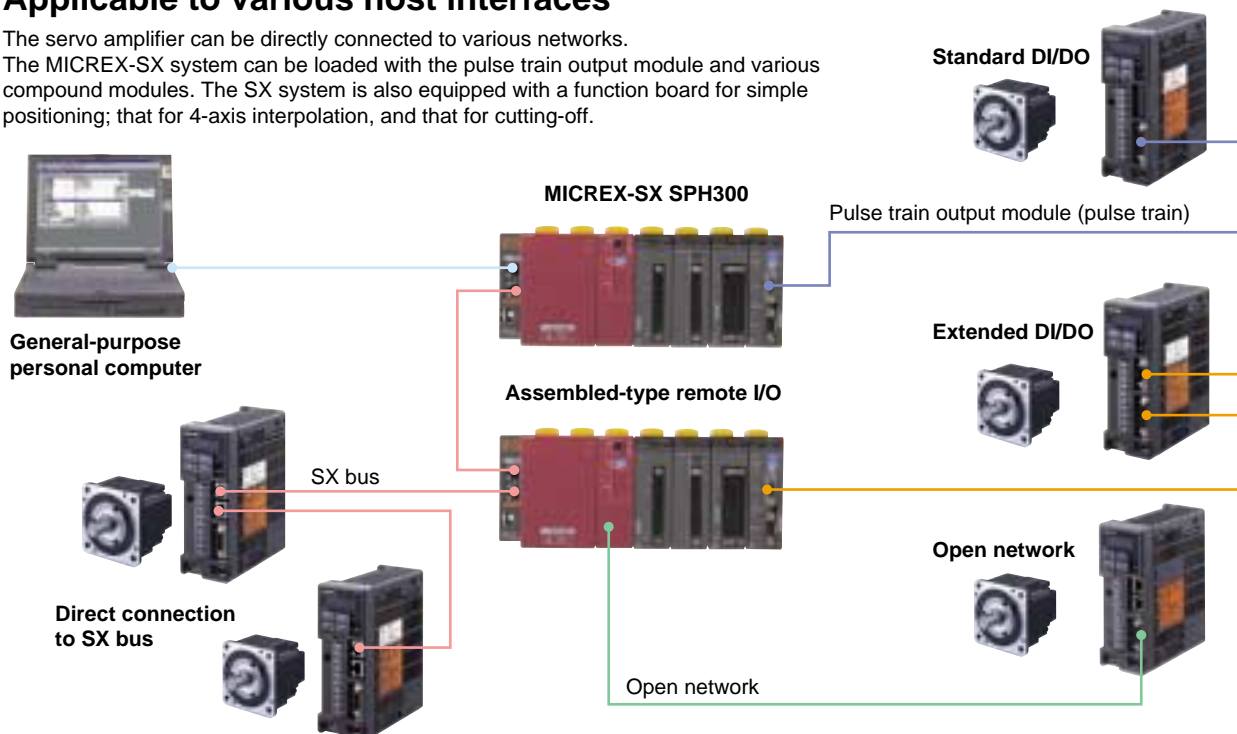 Applicable to various host interfaces
The servo amplifier can be directly connected to various networks.
The MICREX-SX system can be loaded with the pulse train output module and various
compound modules. The SX system is also equipped with a function board for simple
positioning; that for 4-axis interpolation, and that for cutting-off.
Standard DI/DO
MICREX-SX SPH300
Pulse train output module (pulse train)
General-purpose
personal computer
Extended DI/DO
Assembled-type remote I/O
SX bus
Open network
Direct connection
to SX bus
Open network